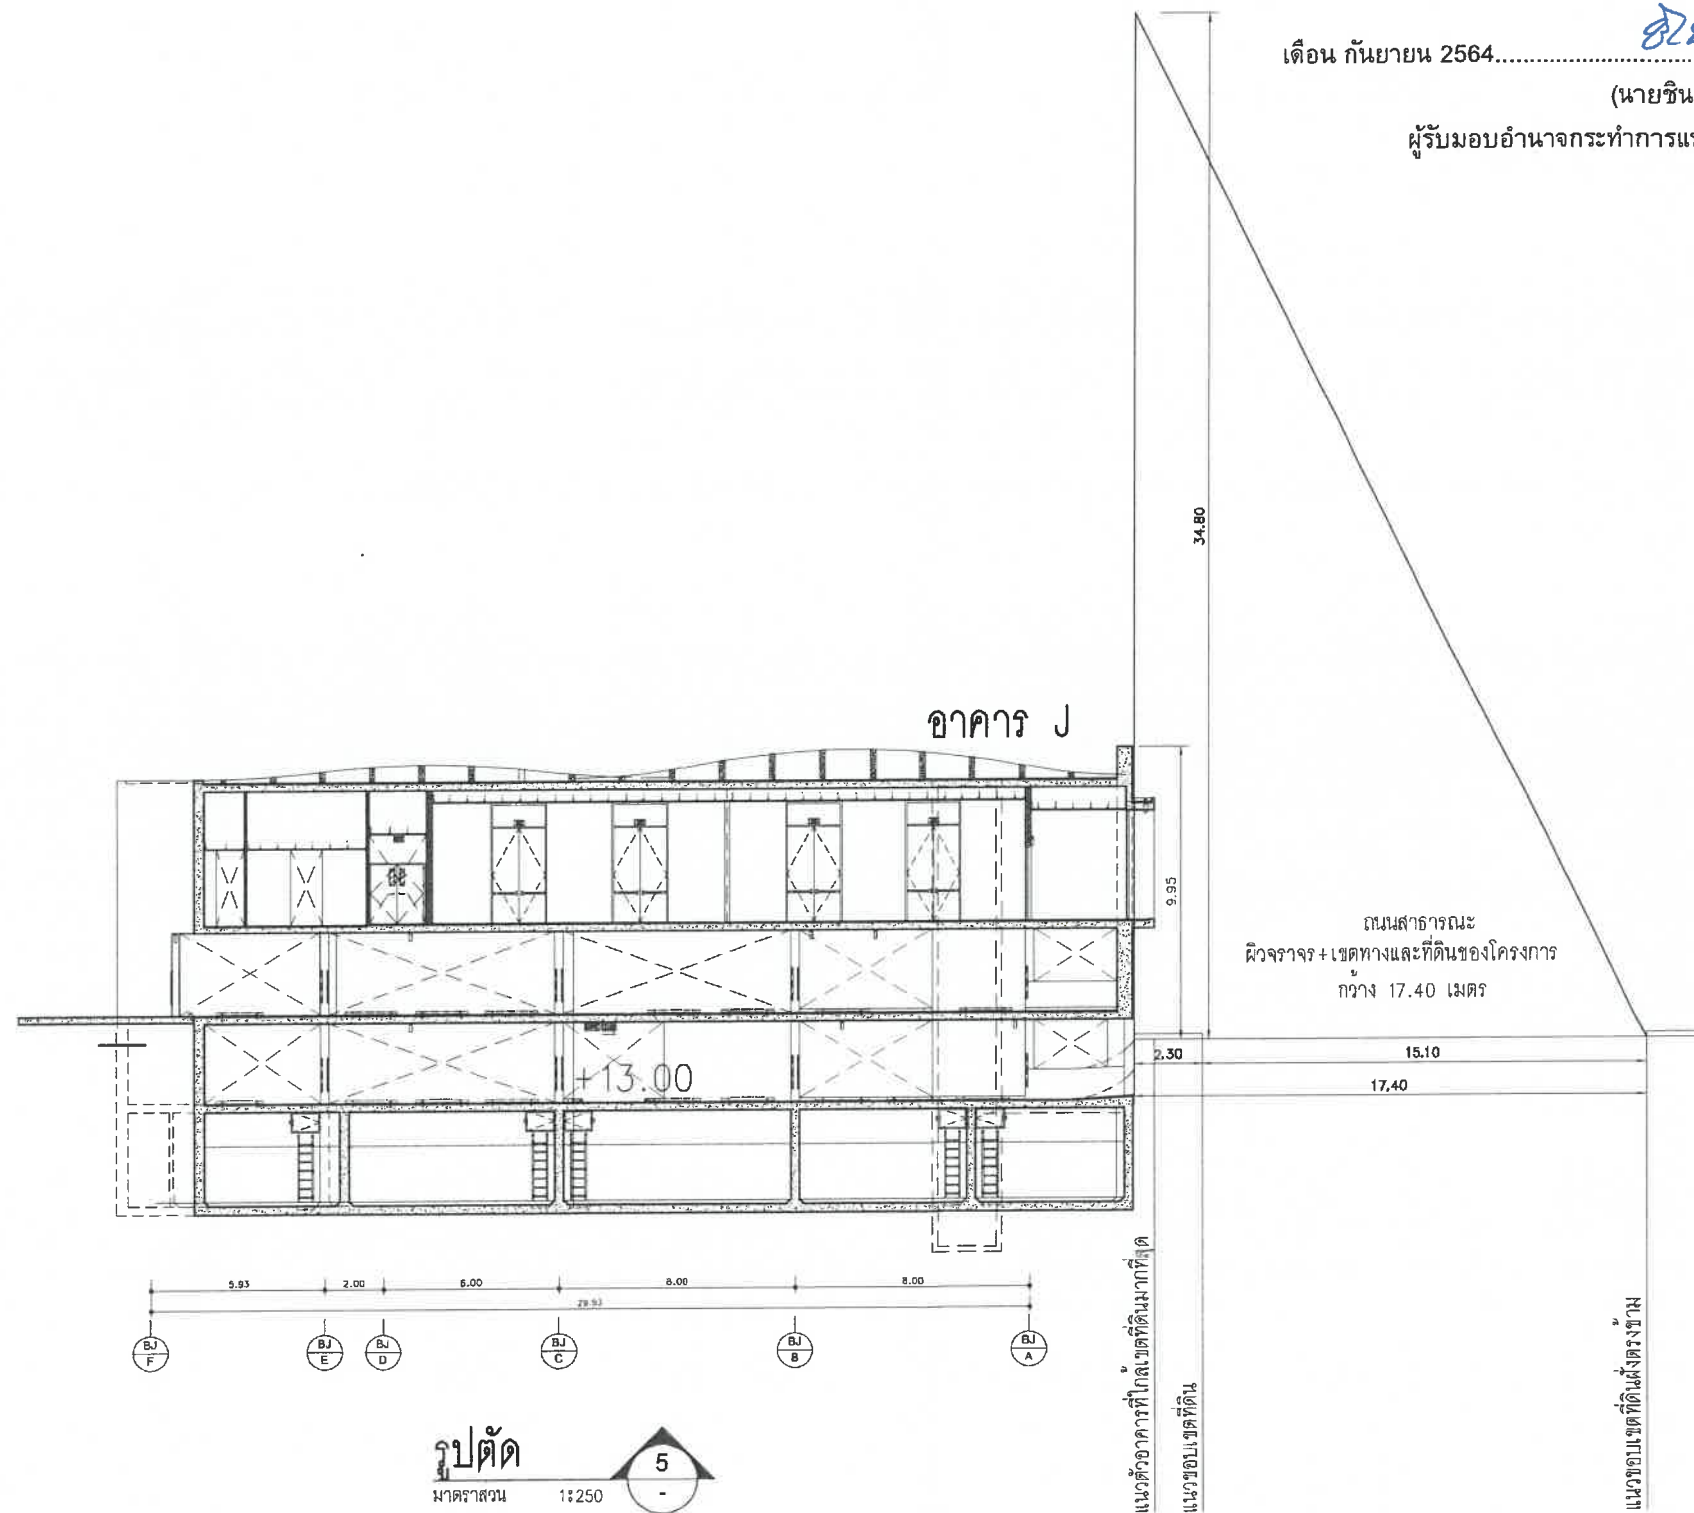 เดือน กันยายน 2564
(นายชิน
ผู้รับมอบอำนาจกระทำการแ
34.80
อาคาร J
9.95
ถนนสาธารณะ
ผิวจราจร+เขตทางและที่ดินของโครงการ
กว้าง 17.40 เมตร
2.30
15.10
17.40
+13.00
5.93
2.00
6.00
8.00
8.00
29.93
BJ
F
BJ
E
BJ
D
BJ
C
BJ
B
BJ
A
แนวตัวอาคารที่ใกล้เขตที่ดินมากที่สุด
แนวขอบเขตที่ดิน
แนวขอบเขตที่ดินฝั่งตรงข้าม
รูปตัด
5
-
มาตราส่วน 1:250